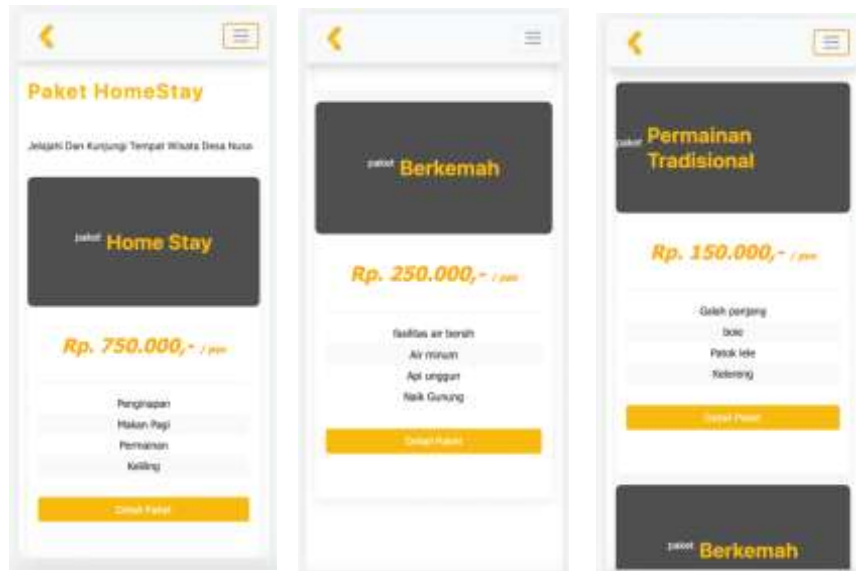 Paket HomeStay
Jelajahi Dan Kunjungi Tempat Wisata Desa Nusa
paket Home Stay
Rp. 750.000,- / pax
Penginapan
Makan Pagi
Permainan
Keliling
Detail Paket
paket Berkemah
Rp. 250.000,- / pax
fasilitas air bersih
Air minum
Api unggun
Naik Gunung
Detail Paket
paket Permainan
Tradisional
Rp. 150.000,- / pax
Galah panjang
Patok lele
Kelereng
Detail Paket
paket Berkemah